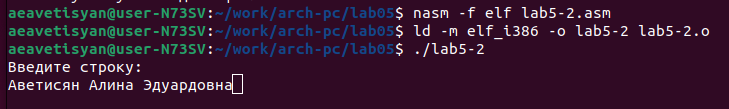 aeavetisyan@user-N73SV:~/work/arch-pc/lab05$ nasm -f elf lab5-2.asm
aeavetisyan@user-N73SV:~/work/arch-pc/lab05$ ld -m elf_i386 -o lab5-2 lab5-2.o
aeavetisyan@user-N73SV:~/work/arch-pc/lab05$ ./lab5-2
Введите строку:
Аветисян Алина Эдуардовна